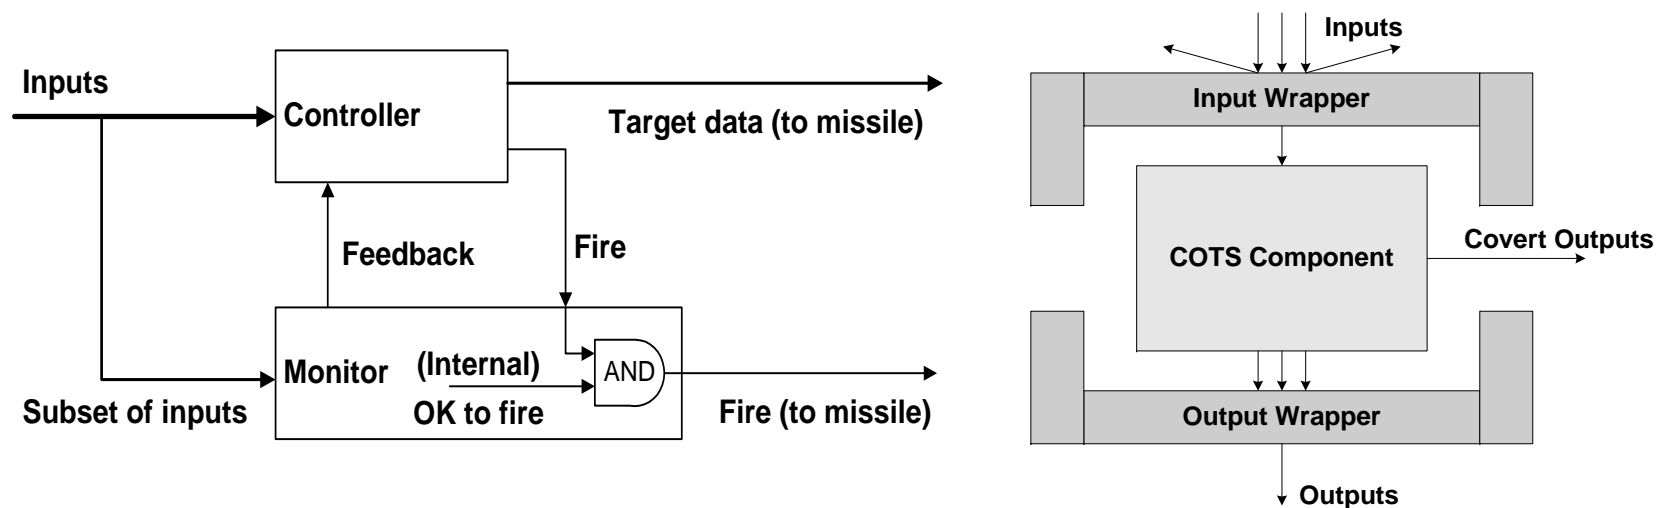 Inputs
Controller
Target data (to missile)
Feedback
Fire
Monitor
(Internal)
OK to fire
AND
Subset of inputs
Fire (to missile)
Inputs
Input Wrapper
COTS Component
Covert Outputs
Output Wrapper
Outputs